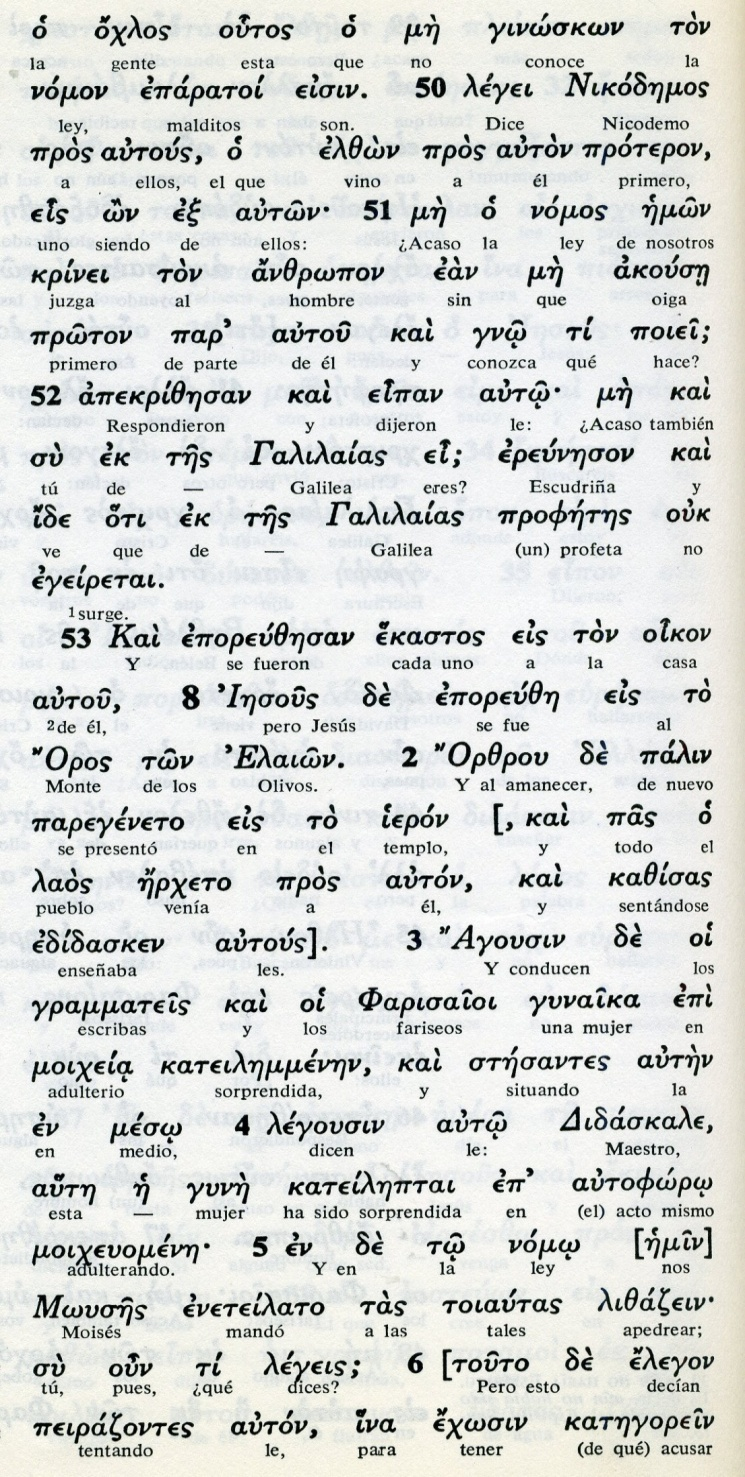 ὁ ὄχλος οὗτος ὁ μὴ γινώσκων τὸν
la gente esta que no conoce la
νόμον ἐπάρατοί εἰσιν. 50 λέγει Νικόδημος
ley, malditos son. Dice Nicodemo
πρὸς αὐτούς, ὁ ἐλθὼν πρὸς αὐτὸν πρότερον,
a ellos, el que vino a él primero,
εἷς ὢν ἐξ αὐτῶν· 51 μὴ ὁ νόμος ἡμῶν
uno siendo de ellos: ¿Acaso la ley de nosotros
κρίνει τὸν ἄνθρωπον ἐὰν μὴ ἀκούσῃ
juzga al hombre sin que oiga
πρῶτον παρ' αὐτοῦ καὶ γνῷ τί ποιεῖ;
primero de parte de él y conozca qué hace?
52 ἀπεκρίθησαν καὶ εἶπαν αὐτῷ· μὴ καὶ
Respondieron y dijeron le: ¿Acaso también
σὺ ἐκ τῆς Γαλιλαίας εἶ; ἐρεύνησον καὶ
tú de — Galilea eres? Escudriña y
ἴδε ὅτι ἐκ τῆς Γαλιλαίας προφήτης οὐκ
ve que de — Galilea (un) profeta no
ἐγείρεται.
1surge.
53 Καὶ ἐπορεύθησαν ἕκαστος εἰς τὸν οἶκον
Y se fueron cada uno a la casa
αὐτοῦ, 8 Ἰησοῦς δὲ ἐπορεύθη εἰς τὸ
2de él, pero Jesús se fue al
Ὄρος τῶν Ἐλαιῶν. 2 Ὄρθρου δὲ πάλιν
Monte de los Olivos. Y al amanecer, de nuevo
παρεγένετο εἰς τὸ ἱερόν [, καὶ πᾶς ὁ
se presentó en el templo, y todo el
λαὸς ἤρχετο πρὸς αὐτόν, καὶ καθίσας
pueblo venía a él, y sentándose
ἐδίδασκεν αὐτούς]. 3 Ἄγουσιν δὲ οἱ
enseñaba les. Y conducen los
γραμματεῖς καὶ οἱ Φαρισαῖοι γυναῖκα ἐπὶ
escribas y los fariseos una mujer en
μοιχείᾳ κατειλημμένην, καὶ στήσαντες αὐτὴν
adulterio sorprendida, y situando la
ἐν μέσῳ 4 λέγουσιν αὐτῷ Διδάσκαλε,
en medio, dicen le: Maestro,
αὕτη ἡ γυνὴ κατείληπται ἐπ' αὐτοφώρῳ
esta — mujer ha sido sorprendida en (el) acto mismo
μοιχευομένη· 5 ἐν δὲ τῷ νόμῳ [ἡμῖν]
adulterando, Y en la ley nos
Μωυσῆς ἐνετείλατο τὰς τοιαύτας λιθάζειν·
Moisés mandó a las tales apedrear;
σὺ οὖν τί λέγεις; 6 [τοῦτο δὲ ἔλεγον
tú, pues, ¿qué dices? Pero esto decían
πειράζοντες αὐτόν, ἵνα ἔχωσιν κατηγορεῖν
tentando le, para tener (de qué) acusar